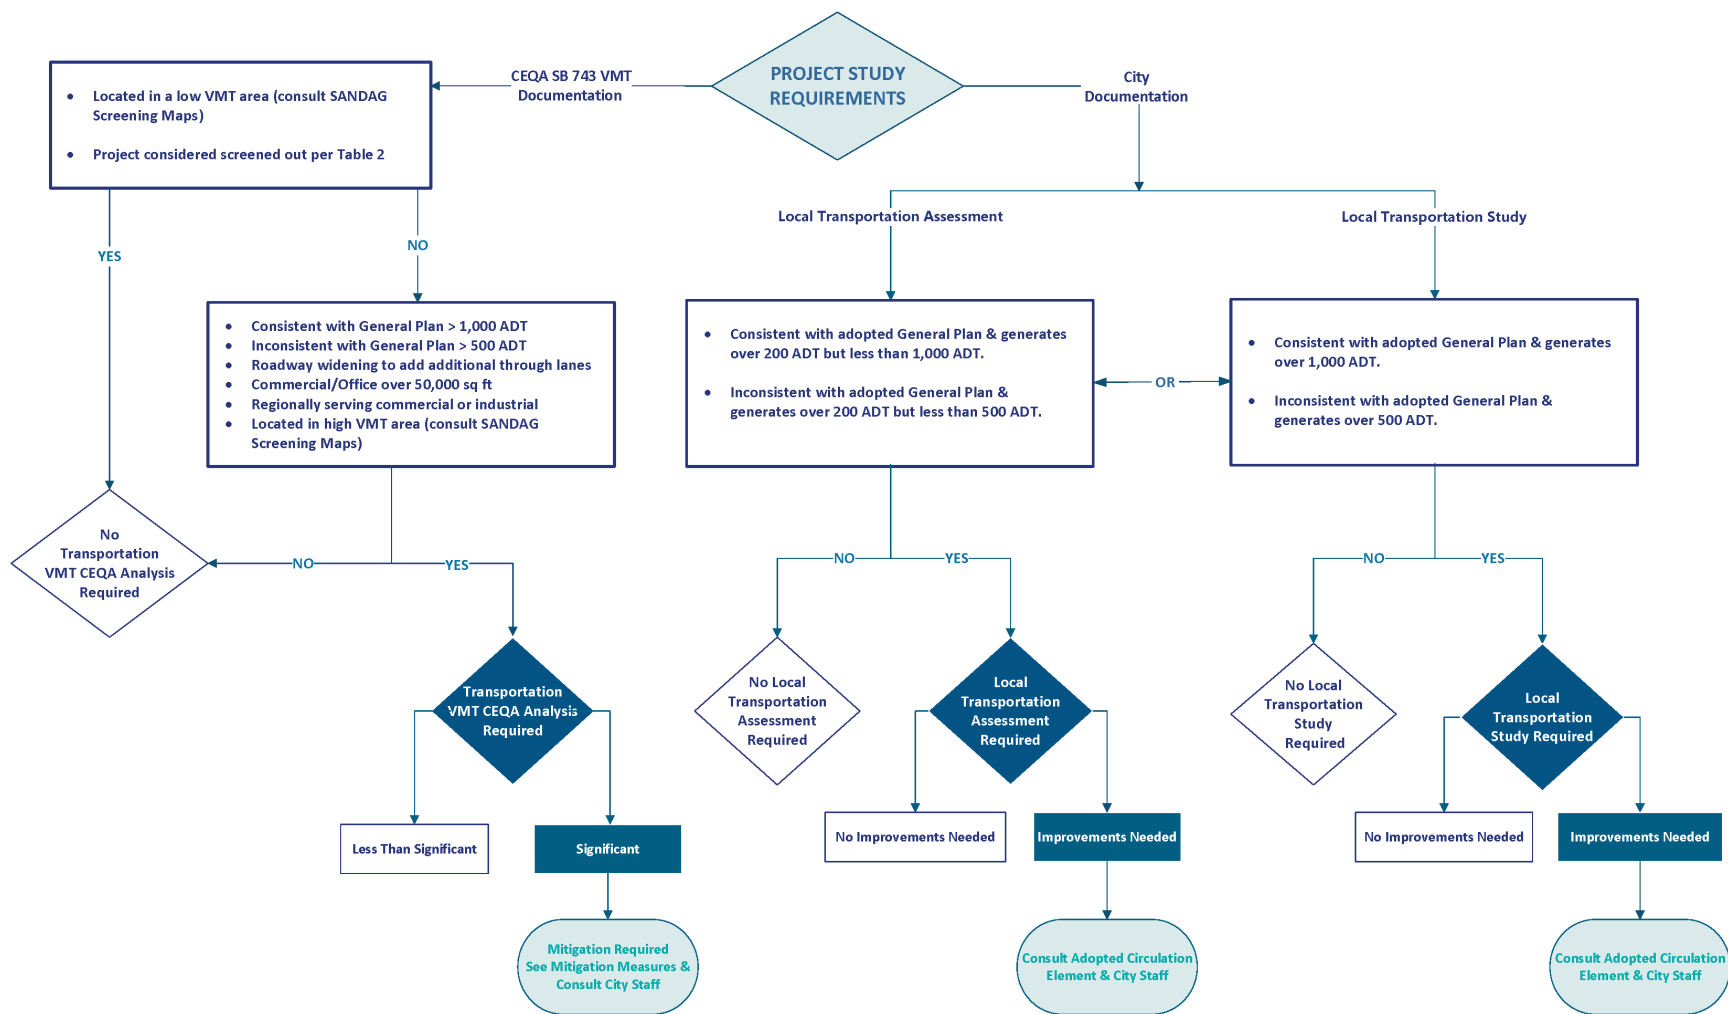 PROJECT STUDY
REQUIREMENTS
CEQA SB 743 VMT
Documentation
City
Documentation
• Located in a low VMT area (consult SANDAG
Screening Maps)
• Project considered screened out per Table 2
YES
NO
• Consistent with General Plan > 1,000 ADT
• Inconsistent with General Plan > 500 ADT
• Roadway widening to add additional through lanes
• Commercial/Office over 50,000 sq ft
• Regionally serving commercial or industrial
• Located in high VMT area (consult SANDAG
Screening Maps)
No
Transportation
VMT CEQA Analysis
Required
NO
YES
Transportation
VMT CEQA Analysis
Required
Less Than Significant
Significant
Mitigation Required
See Mitigation Measures &
Consult City Staff
Local Transportation Assessment
• Consistent with adopted General Plan & generates
over 200 ADT but less than 1,000 ADT.
• Inconsistent with adopted General Plan &
generates over 200 ADT but less than 500 ADT.
OR
NO
YES
No Local
Transportation
Assessment
Required
Local
Transportation
Assessment
Required
No Improvements Needed
Improvements Needed
Consult Adopted Circulation
Element & City Staff
Local Transportation Study
• Consistent with adopted General Plan & generates
over 1,000 ADT.
• Inconsistent with adopted General Plan &
generates over 500 ADT.
NO
YES
No Local
Transportation
Study
Required
Local
Transportation
Study Required
No Improvements Needed
Improvements Needed
Consult Adopted Circulation
Element & City Staff